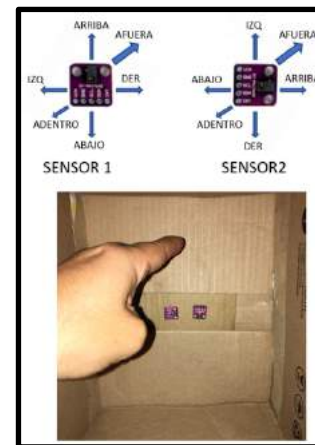 ARRIBA
AFUERA
IZQ
DER
ADENTRO
ABAJO
SENSOR 1
IZQ
AFUERA
ABAJO
ARRIBA
ADENTRO
DER
SENSOR2